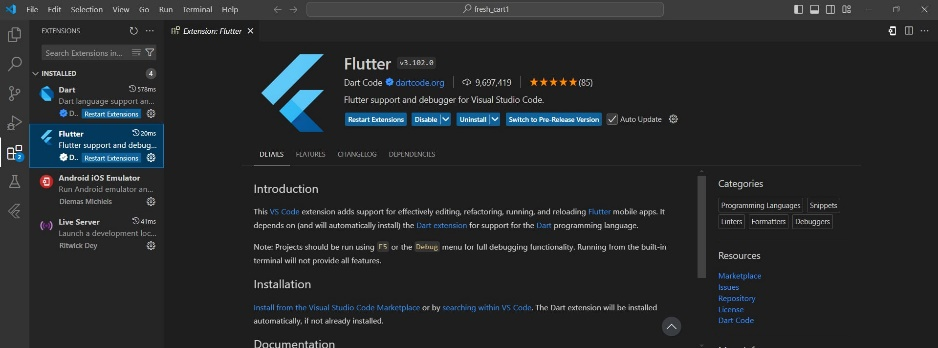 File Edit Selection View Go Run Terminal Help
fresh_cart1
EXTENSIONS
Search Extensions in...
INSTALLED 4
Dart 578ms
Dart language support an...
D.. Restart Extensions
Flutter 20ms
Flutter support and debug...
D.. Restart Extensions
2
Android iOS Emulator
Run Android emulator an...
Diemas Michiels
Live Server 41ms
Launch a development loc...
Ritwick Dey
Extension: Flutter
Flutter v3.102.0
Dart Code dartcode.org 9,697,419 (85)
Flutter support and debugger for Visual Studio Code.
Restart Extensions Disable Uninstall Switch to Pre-Release Version Auto Update
DETAILS FEATURES CHANGELOG DEPENDENCIES
Introduction
This VS Code extension adds support for effectively editing, refactoring, running, and reloading Flutter mobile apps. It
depends on (and will automatically install) the Dart extension for support for the Dart programming language.
Note: Projects should be run using F5 or the Debug menu for full debugging functionality. Running from the built-in
terminal will not provide all features.
Installation
Install from the Visual Studio Code Marketplace or by searching within VS Code. The Dart extension will be installed
automatically, if not already installed.
Documentation
Categories
Programming Languages Snippets
Linters Formatters Debuggers
Resources
Marketplace
Issues
Repository
License
Dart Code